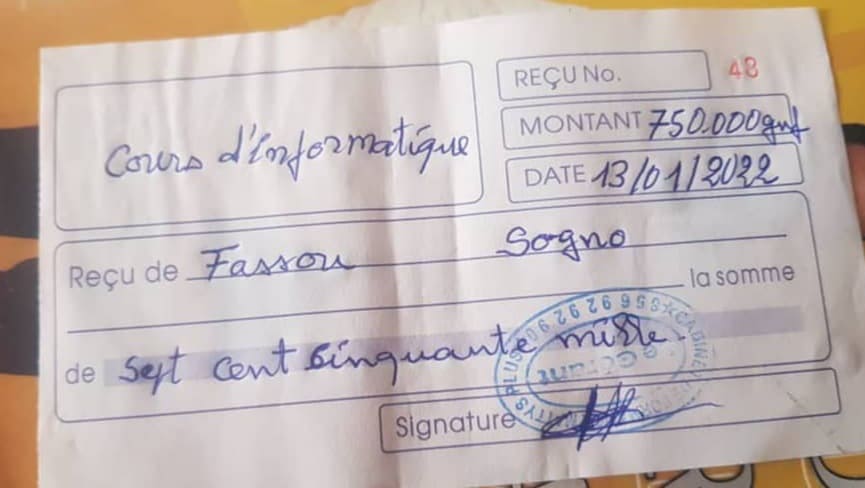 REÇU No. 48
Cours d'informatique
MONTANT 750.000gnf
DATE 13/01/2022
Reçu de Fassou Sogno
la somme
de Sept cent cinquante mille.
Signature